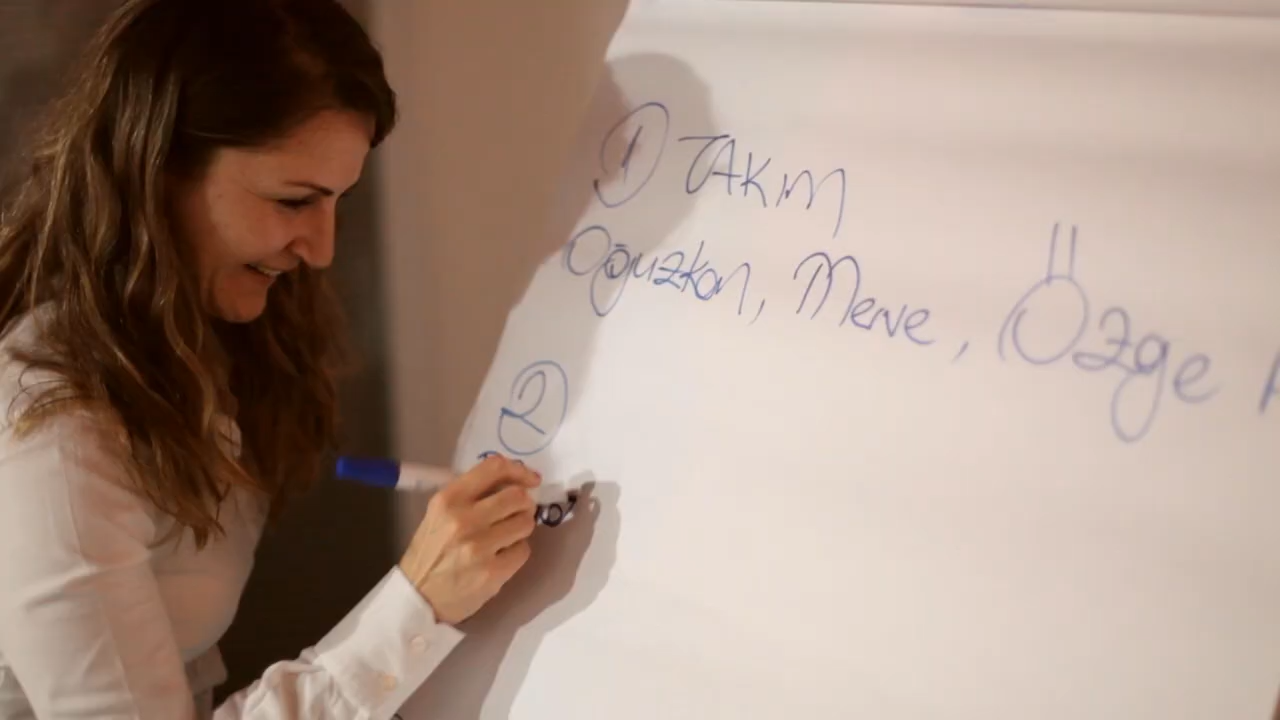 ① TAKIM
Oğuzkan, Merve, Özge
②